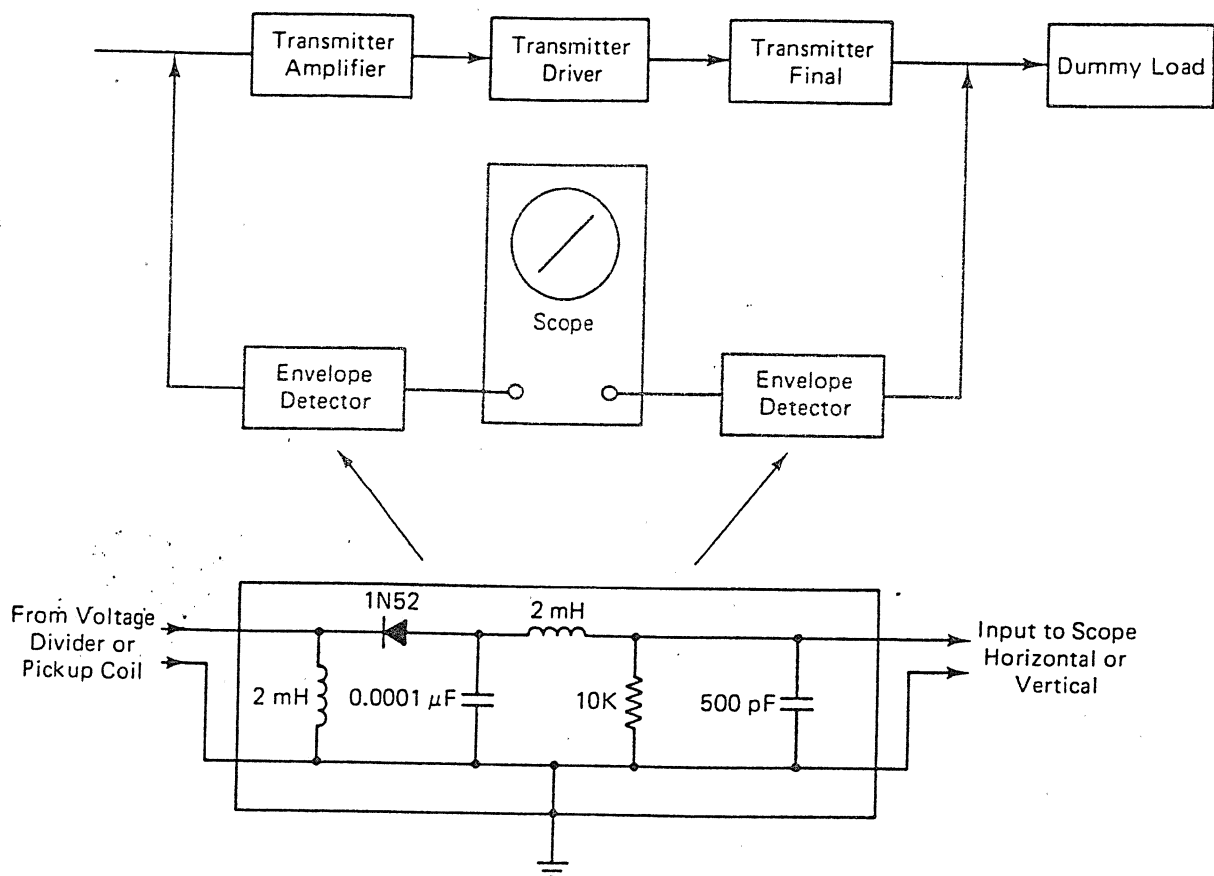 Transmitter
Amplifier
Transmitter
Driver
Transmitter
Final
Dummy Load
Scope
Envelope
Detector
Envelope
Detector
From Voltage
Divider or
Pickup Coil
1N52
2 mH
2 mH
0.0001 μF
10K
500 pF
Input to Scope
Horizontal or
Vertical